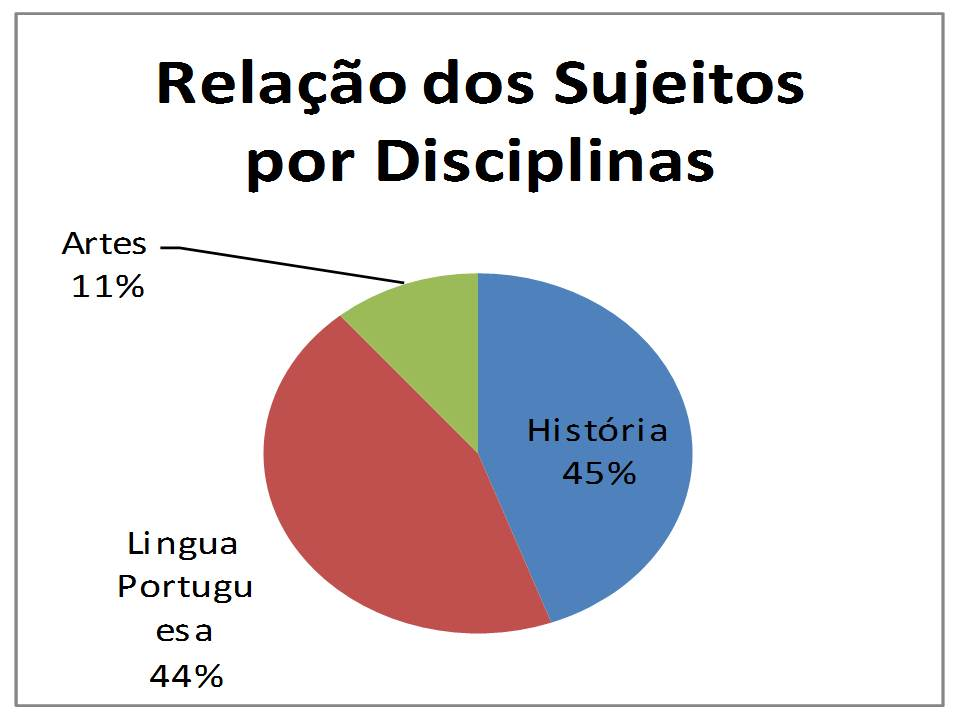 Relação dos Sujeitos
por Disciplinas
Artes
11%
História
45%
Lingua
Portugu
esa
44%